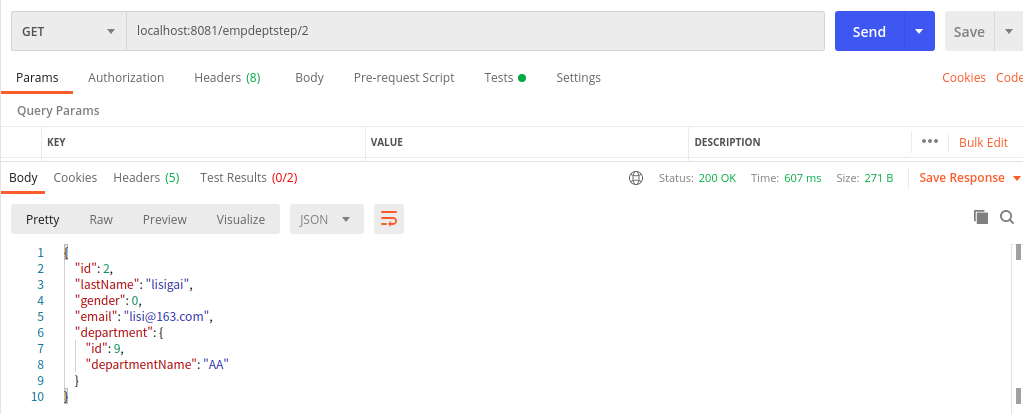 GET localhost:8081/empdeptstep/2 Send Save
Params Authorization Headers (8) Body Pre-request Script Tests Settings Cookies Code
Query Params
KEY VALUE DESCRIPTION ••• Bulk Edit
Body Cookies Headers (5) Test Results (0/2) Status: 200 OK Time: 607 ms Size: 271 B Save Response
Pretty Raw Preview Visualize JSON
1 {
2 "id": 2,
3 "lastName": "lisigai",
4 "gender": 0,
5 "email": "lisi@163.com",
6 "department": {
7 "id": 9,
8 "departmentName": "AA"
9 }
10 }